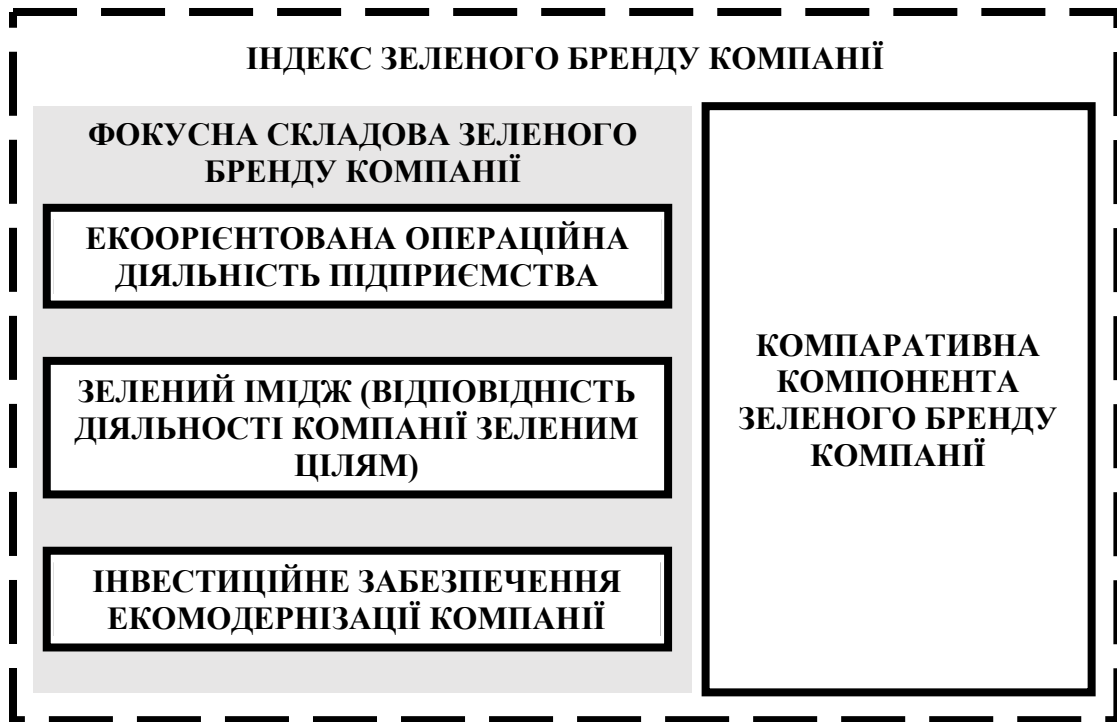 ІНДЕКС ЗЕЛЕНОГО БРЕНДУ КОМПАНІЇ
ФОКУСНА СКЛАДОВА ЗЕЛЕНОГО
БРЕНДУ КОМПАНІЇ
ЕКООРІЄНТОВАНА ОПЕРАЦІЙНА
ДІЯЛЬНІСТЬ ПІДПРИЄМСТВА
ЗЕЛЕНИЙ ІМІДЖ (ВІДПОВІДНІСТЬ
ДІЯЛЬНОСТІ КОМПАНІЇ ЗЕЛЕНИМ
ЦІЛЯМ)
ІНВЕСТИЦІЙНЕ ЗАБЕЗПЕЧЕННЯ
ЕКОМОДЕРНІЗАЦІЇ КОМПАНІЇ
КОМПАРАТИВНА
КОМПОНЕНТА
ЗЕЛЕНОГО БРЕНДУ
КОМПАНІЇ